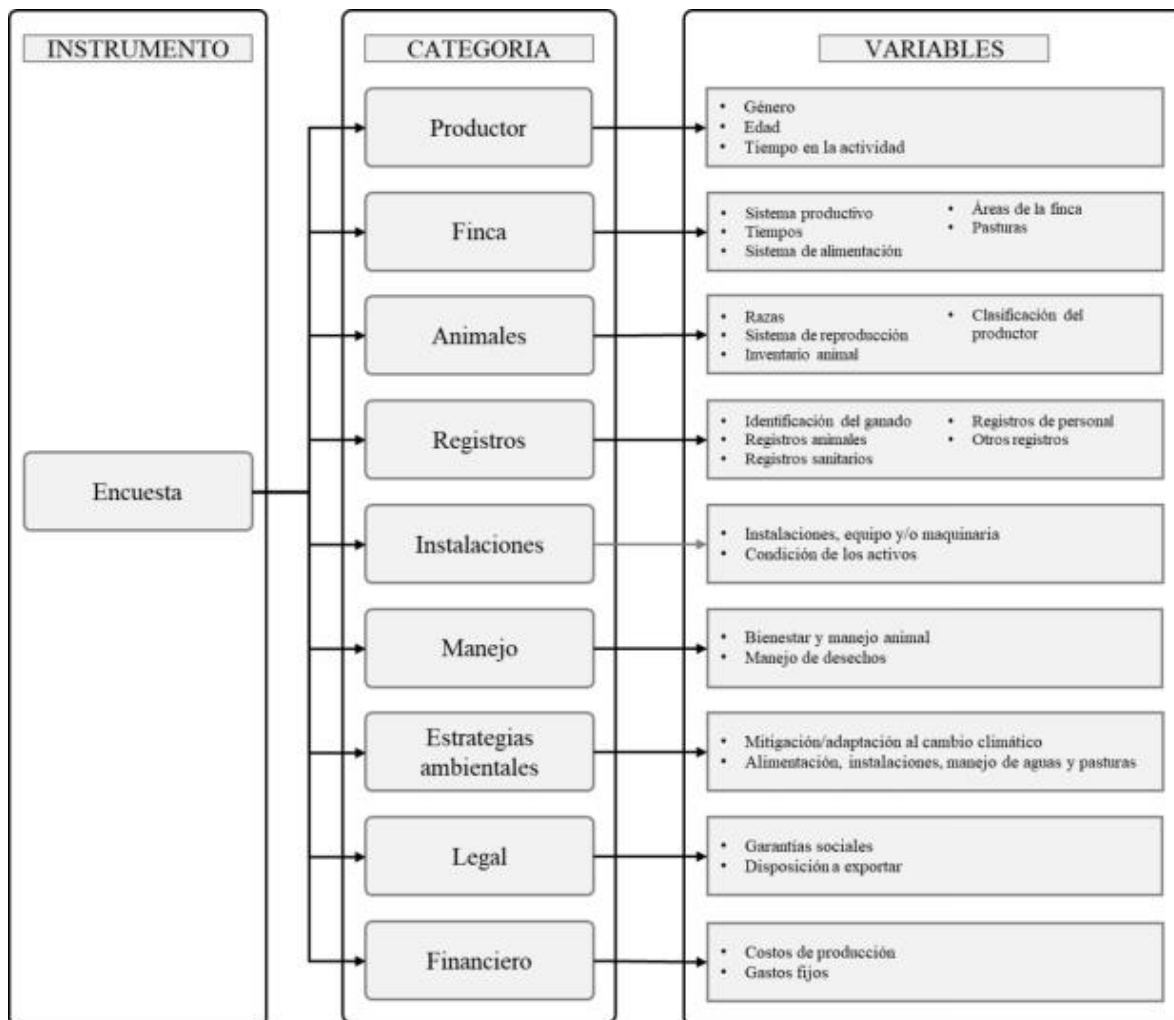 INSTRUMENTO
CATEGORIA
VARIABLES
Encuesta
Productor
• Género
• Edad
• Tiempo en la actividad
Finca
• Sistema productivo
• Tiempos
• Sistema de alimentación
• Áreas de la finca
• Pasturas
Animales
• Razas
• Sistema de reproducción
• Inventario animal
• Clasificación del
productor
Registros
• Identificación del ganado
• Registros animales
• Registros sanitarios
• Registros de personal
• Otros registros
Instalaciones
• Instalaciones, equipo y/o maquinaria
• Condición de los activos
Manejo
• Bienestar y manejo animal
• Manejo de desechos
Estrategias
ambientales
• Mitigación/adaptación al cambio climático
• Alimentación, instalaciones, manejo de aguas y pasturas
Legal
• Garantías sociales
• Disposición a exportar
Financiero
• Costos de producción
• Gastos fijos